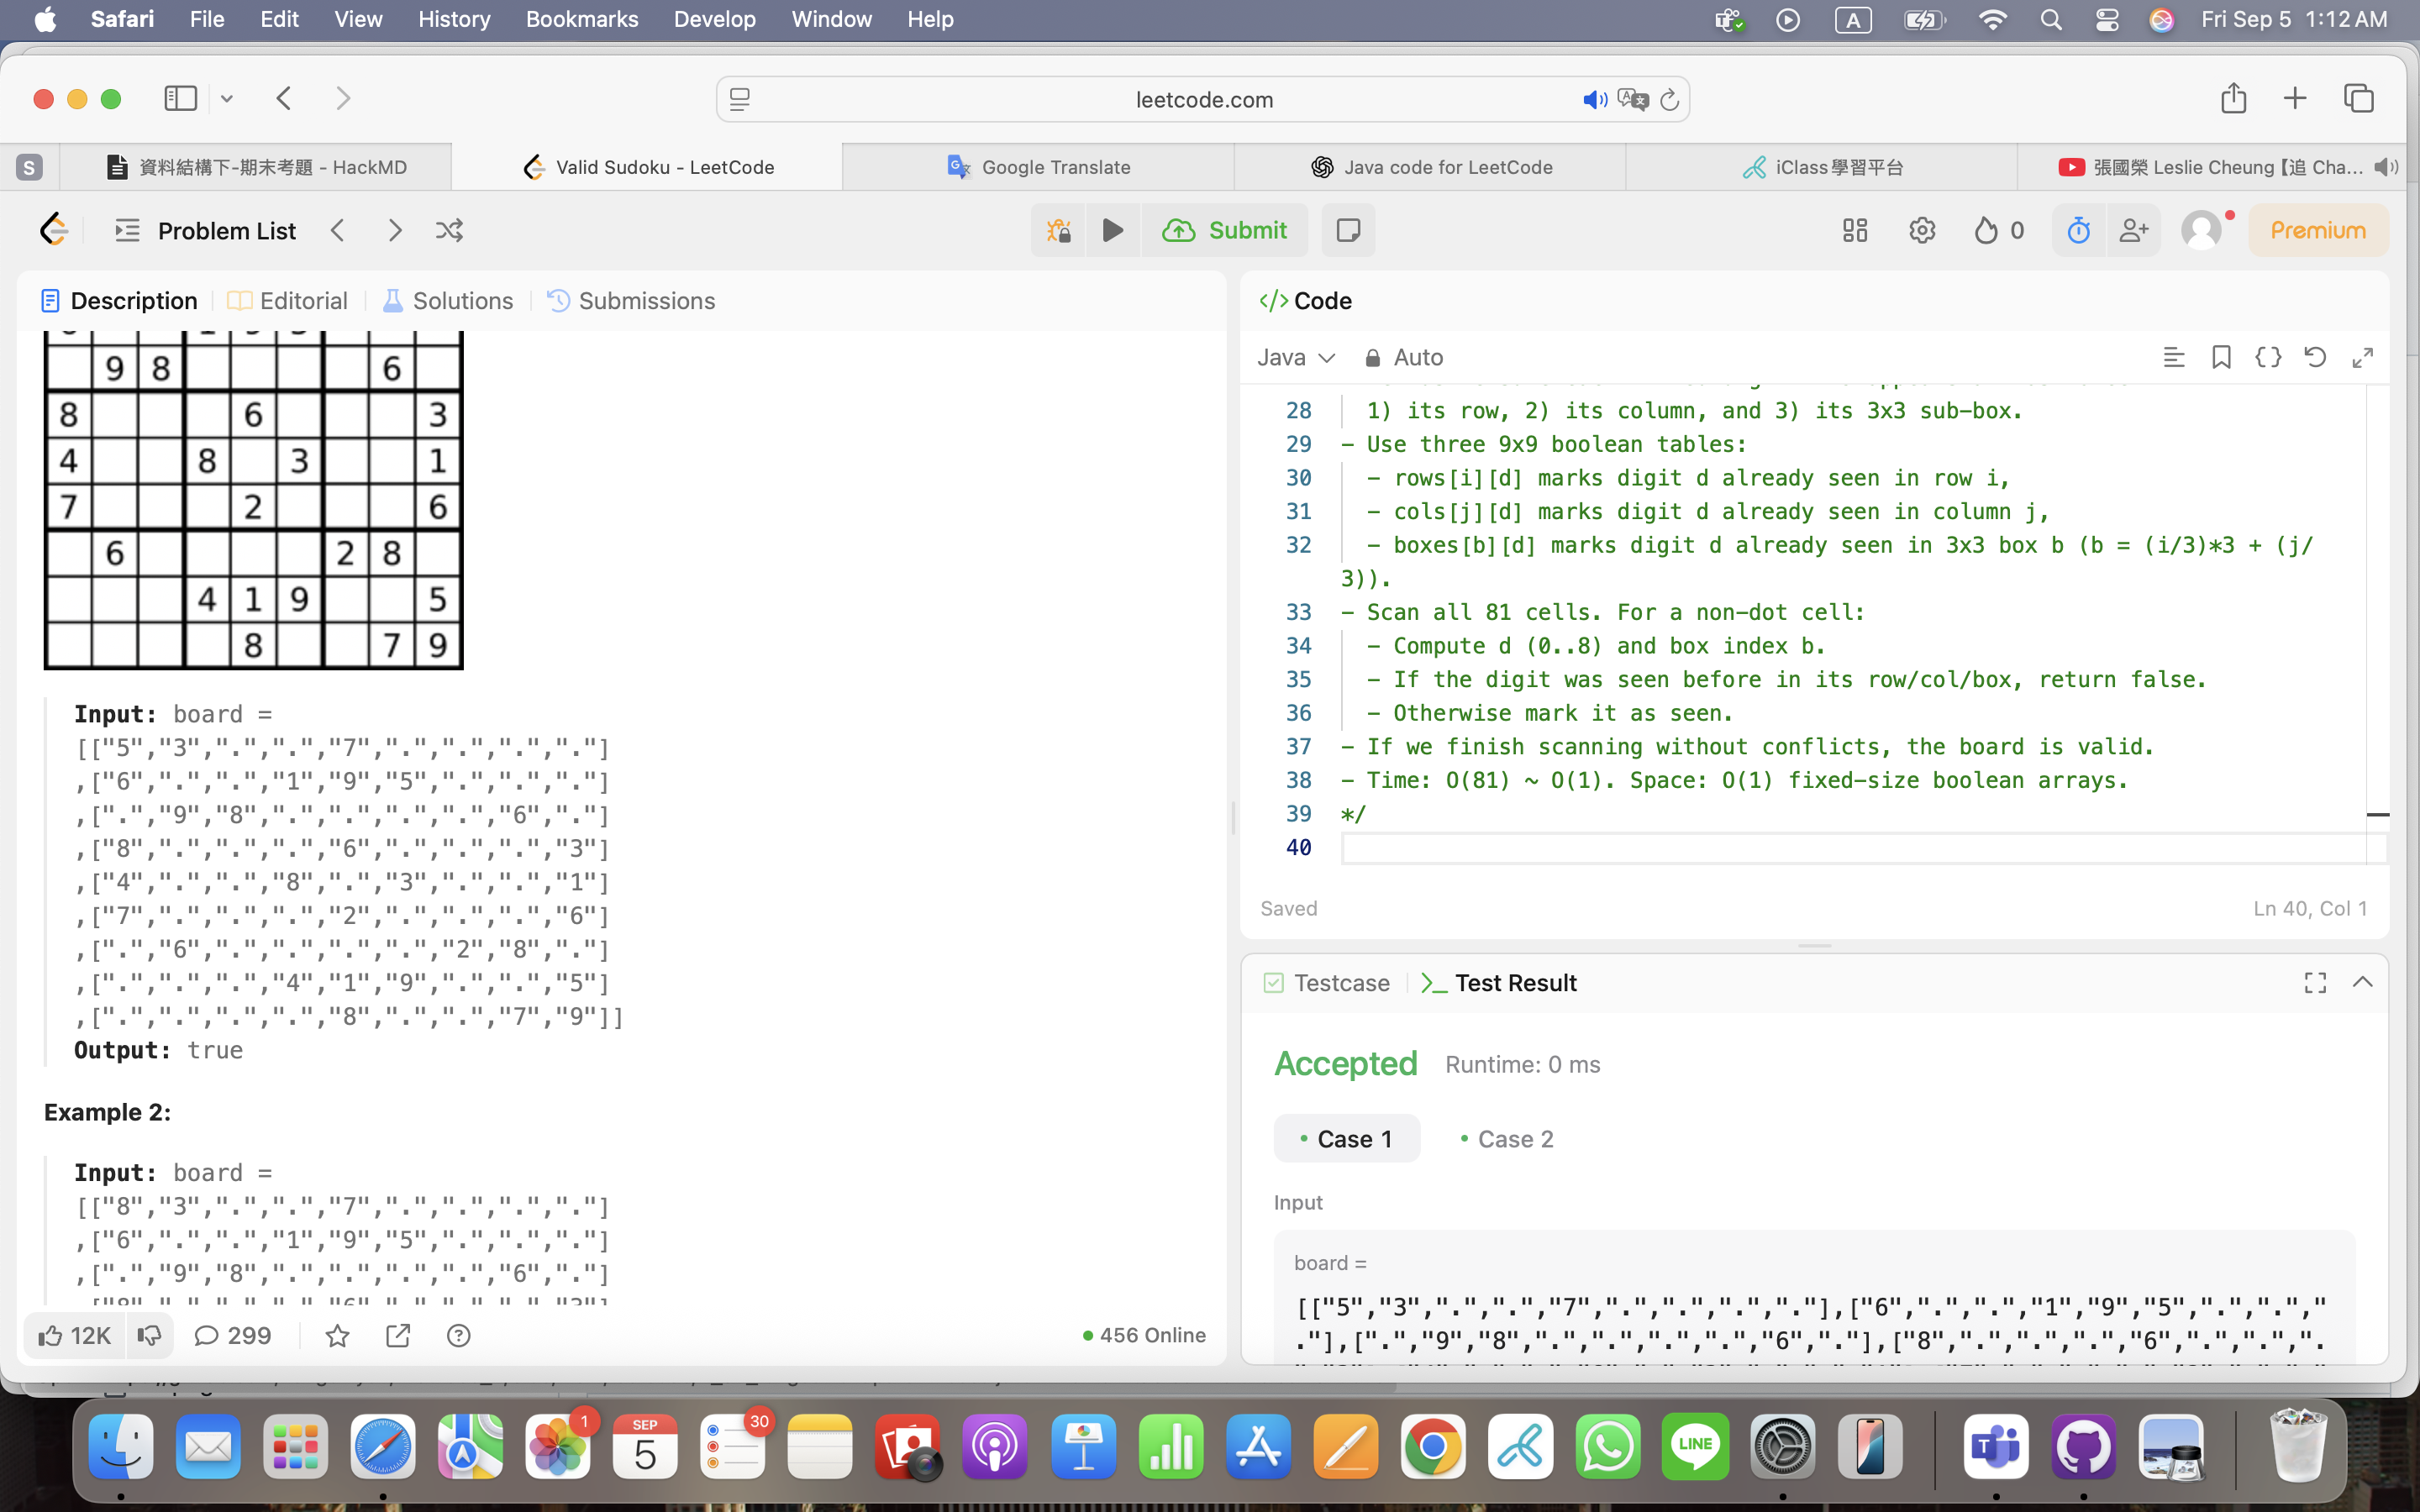 Safari File Edit View History Bookmarks Develop Window Help
A
Fri Sep 5 1:12 AM
leetcode.com
S
資料結構下-期末考題 - HackMD
Valid Sudoku - LeetCode
Google Translate
Java code for LeetCode
iClass學習平台
張國榮 Leslie Cheung【追 Cha...
Problem List
Submit
0
Premium
Description
Editorial
Solutions
Submissions
9 8 6
8 6 3
4 8 3 1
7 2 6
6 2 8
4 1 9 5
8 7 9
Input: board =
[["5","3",".",".","7",".",".",".","."]
,["6",".",".","1","9","5",".",".","."]
,[".","9","8",".",".",".",".","6","."]
,["8",".",".",".","6",".",".",".","3"]
,["4",".",".","8",".","3",".",".","1"]
,["7",".",".",".","2",".",".",".","6"]
,[".","6",".",".",".",".","2","8","."]
,[".",".",".","4","1","9",".",".","5"]
,[".",".",".",".","8",".",".","7","9"]]
Output: true
Example 2:
Input: board =
[["8","3",".",".","7",".",".",".","."]
,["6",".",".","1","9","5",".",".","."]
,[".","9","8",".",".",".",".","6","."]
12K
299
456 Online
Code
Java
Auto
28 1) its row, 2) its column, and 3) its 3x3 sub-box.
29 - Use three 9x9 boolean tables:
30 - rows[i][d] marks digit d already seen in row i,
31 - cols[j][d] marks digit d already seen in column j,
32 - boxes[b][d] marks digit d already seen in 3x3 box b (b = (i/3)*3 + (j/
3)).
33 - Scan all 81 cells. For a non-dot cell:
34 - Compute d (0..8) and box index b.
35 - If the digit was seen before in its row/col/box, return false.
36 - Otherwise mark it as seen.
37 - If we finish scanning without conflicts, the board is valid.
38 - Time: O(81) ~ O(1). Space: O(1) fixed-size boolean arrays.
39 */
40
Saved
Ln 40, Col 1
Testcase
Test Result
Accepted
Runtime: 0 ms
Case 1
Case 2
Input
board =
[["5","3",".",".","7",".",".",".","."],["6",".",".","1","9","5",".",".","
."],[".","9","8",".",".",".",".","6","."],["8",".",".",".","6",".",".",".
1
SEP
5
30
LINE
T